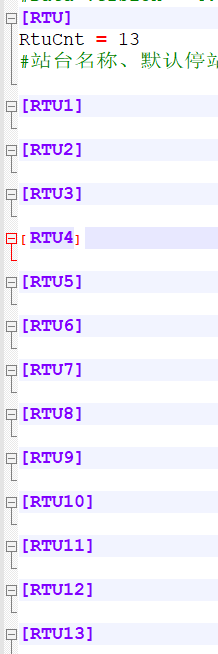 [RTU]
RtuCnt = 13
#站台名称、默认停站
[RTU1]
[RTU2]
[RTU3]
[RTU4]
[RTU5]
[RTU6]
[RTU7]
[RTU8]
[RTU9]
[RTU10]
[RTU11]
[RTU12]
[RTU13]